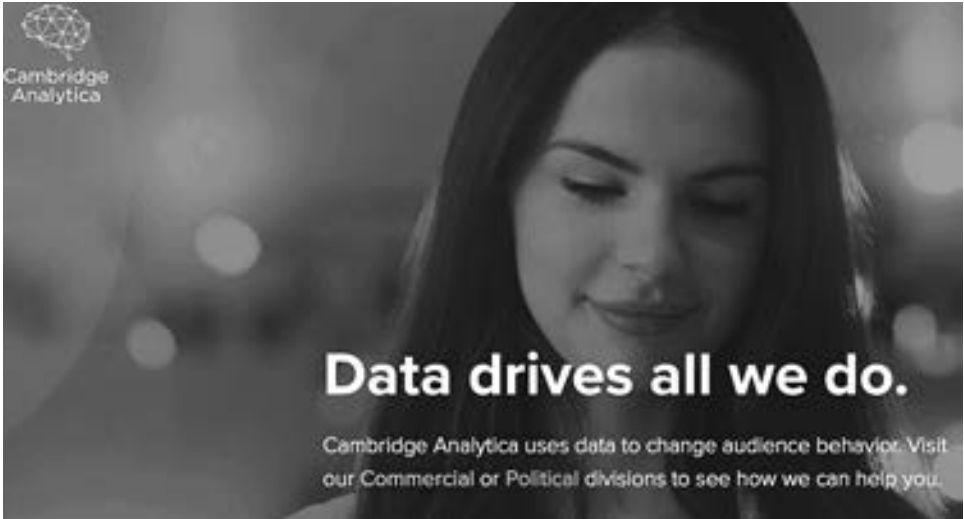 Cambridge
Analytica
Data drives all we do.
Cambridge Analytica uses data to change audience behavior. Visit
our Commercial or Political divisions to see how we can help you.